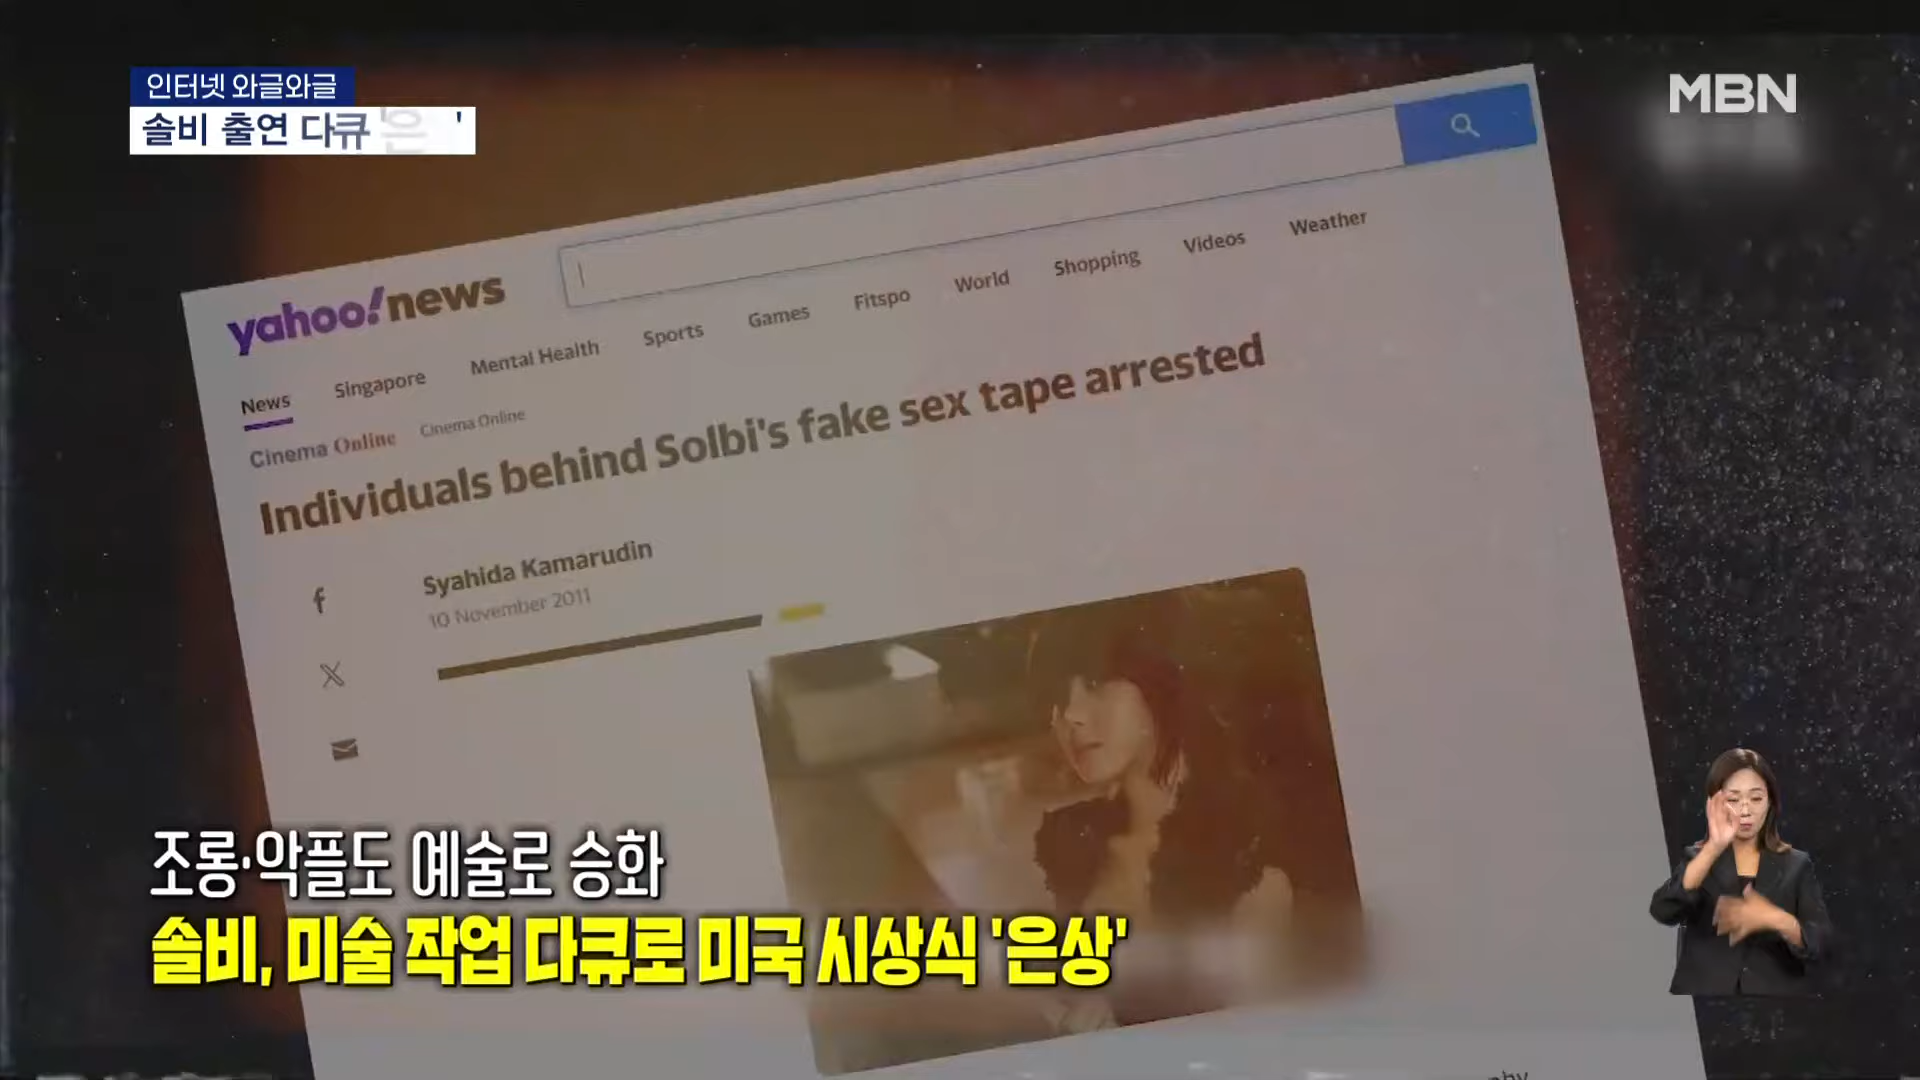 인터넷 와글와글
솔비 출연 다큐 '은 '
MBN
yahoo!news
News
Singapore
Mental Health
Sports
Games
Fitspo
World
Shopping
Videos
Weather
Cinema Online
Cinema Online
Individuals behind Solbi's fake sex tape arrested
Syahida Kamarudin
10 November 2011
조롱·악플도 예술로 승화
솔비, 미술 작업 다큐로 미국 시상식 '은상'